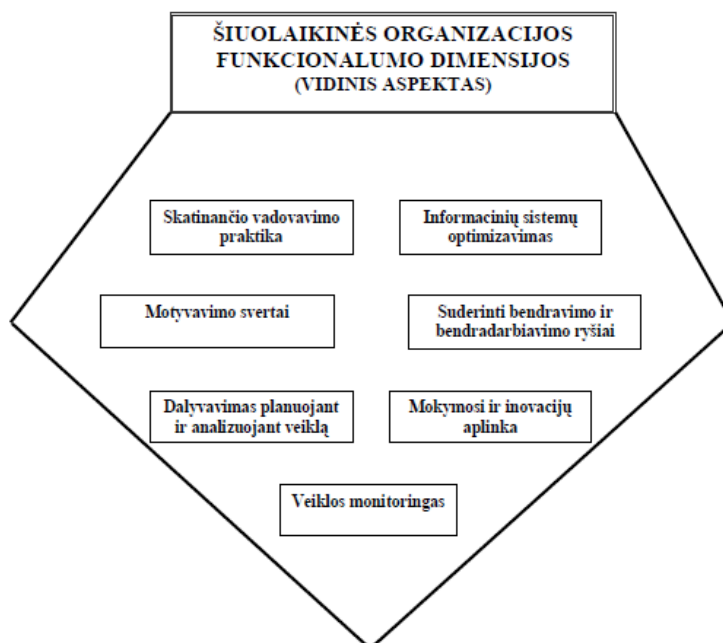 ŠIUOLAIKINĖS ORGANIZACIJOS
FUNKCIONALUMO DIMENSIJOS
(VIDINIS ASPEKTAS)
Skatinančio vadovavimo
praktika
Informacinių sistemų
optimizavimas
Motyvavimo svertai
Suderinti bendravimo ir
bendradarbiavimo ryšiai
Dalyvavimas planuojant
ir analizuojant veiklą
Mokymosi ir inovacijų
aplinka
Veiklos monitoringas